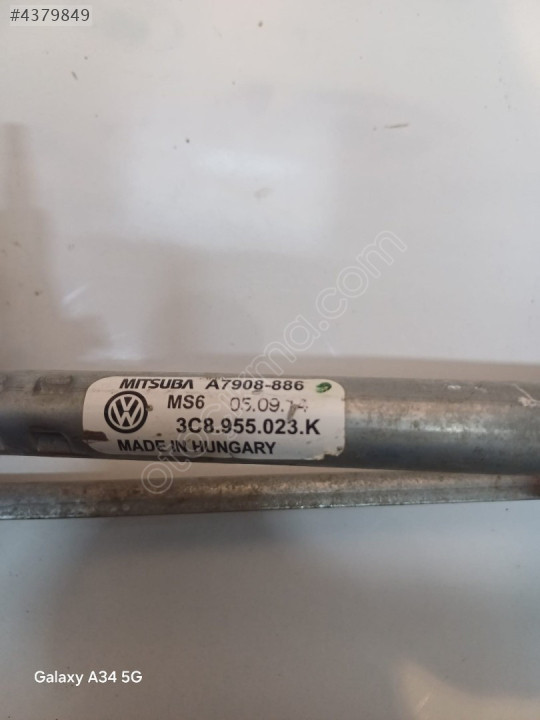 #4379849
MITSUBA A7908-886
MS6 05.09.14
3C8.955.023.K
MADE IN HUNGARY
Galaxy A34 5G